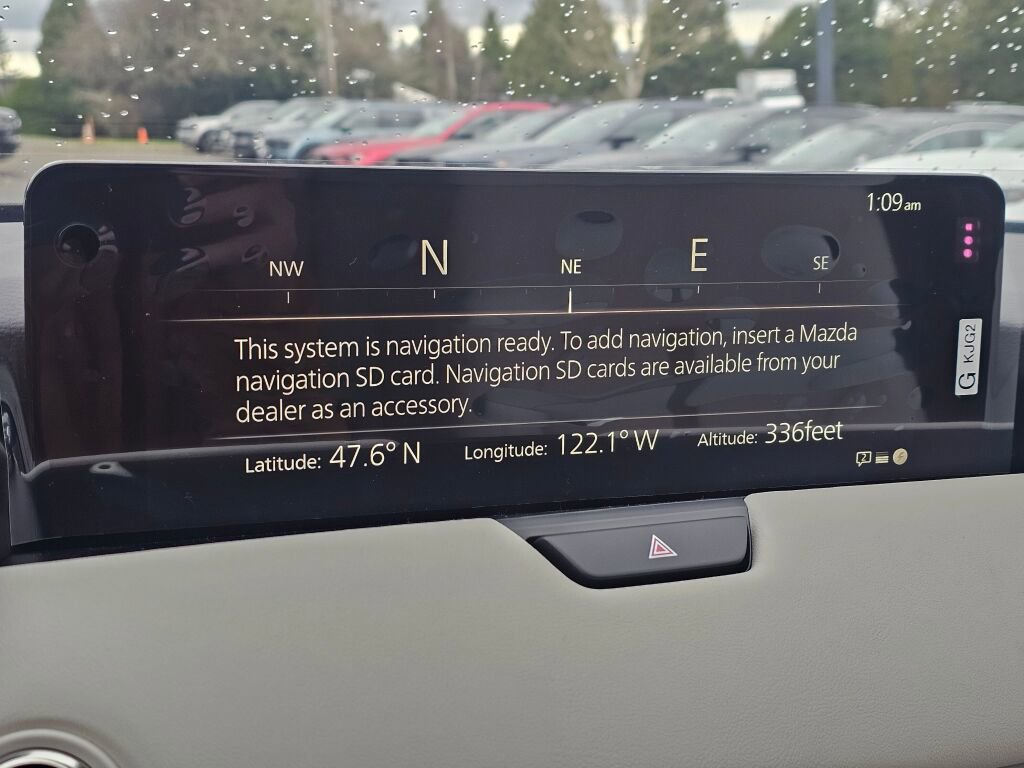 1:09am
NW N NE E SE
This system is navigation ready. To add navigation, insert a Mazda
navigation SD card. Navigation SD cards are available from your
dealer as an accessory.
G KJG2
Latitude: 47.6° N Longitude: 122.1° W Altitude: 336feet
2